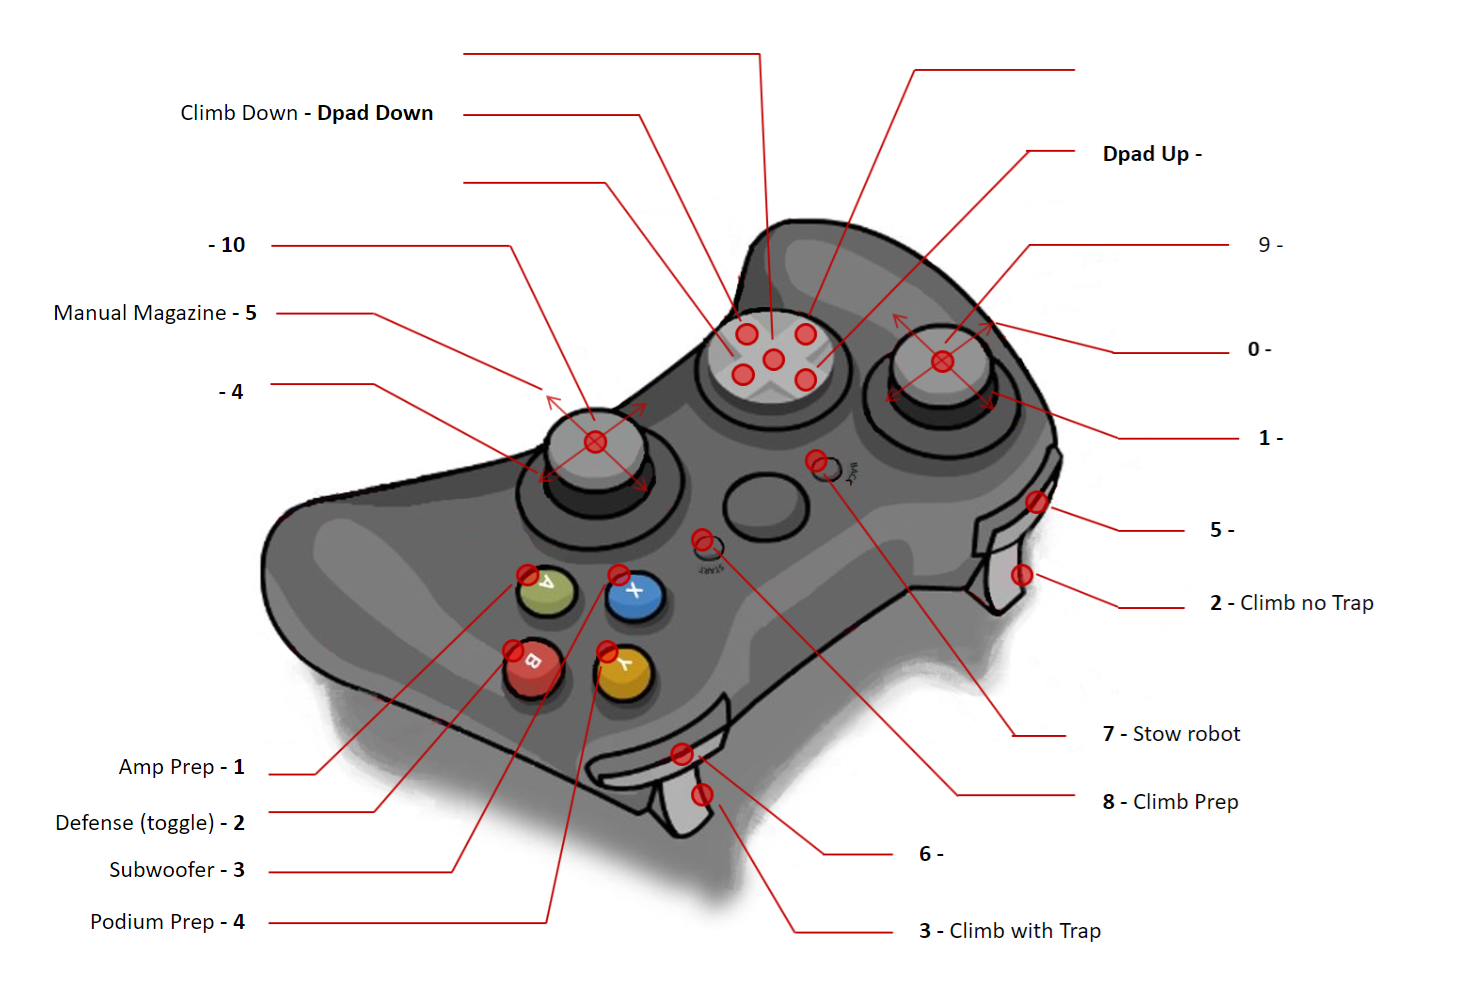 Climb Down - Dpad Down
Dpad Up -
- 10
9 -
Manual Magazine - 5
0 -
- 4
1 -
BACK
5 -
START
A
X
2 - Climb no Trap
B
Y
7 - Stow robot
Amp Prep - 1
8 - Climb Prep
Defense (toggle) - 2
6 -
Subwoofer - 3
Podium Prep - 4
3 - Climb with Trap